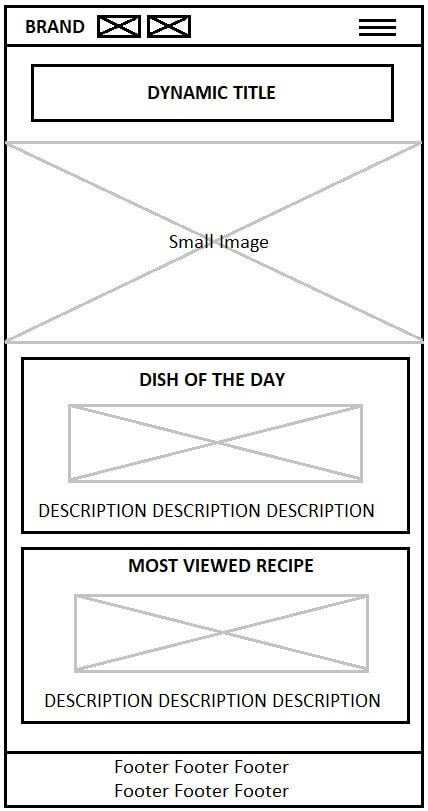 BRAND
DYNAMIC TITLE
Small Image
DISH OF THE DAY
DESCRIPTION DESCRIPTION DESCRIPTION
MOST VIEWED RECIPE
DESCRIPTION DESCRIPTION DESCRIPTION
Footer Footer Footer
Footer Footer Footer